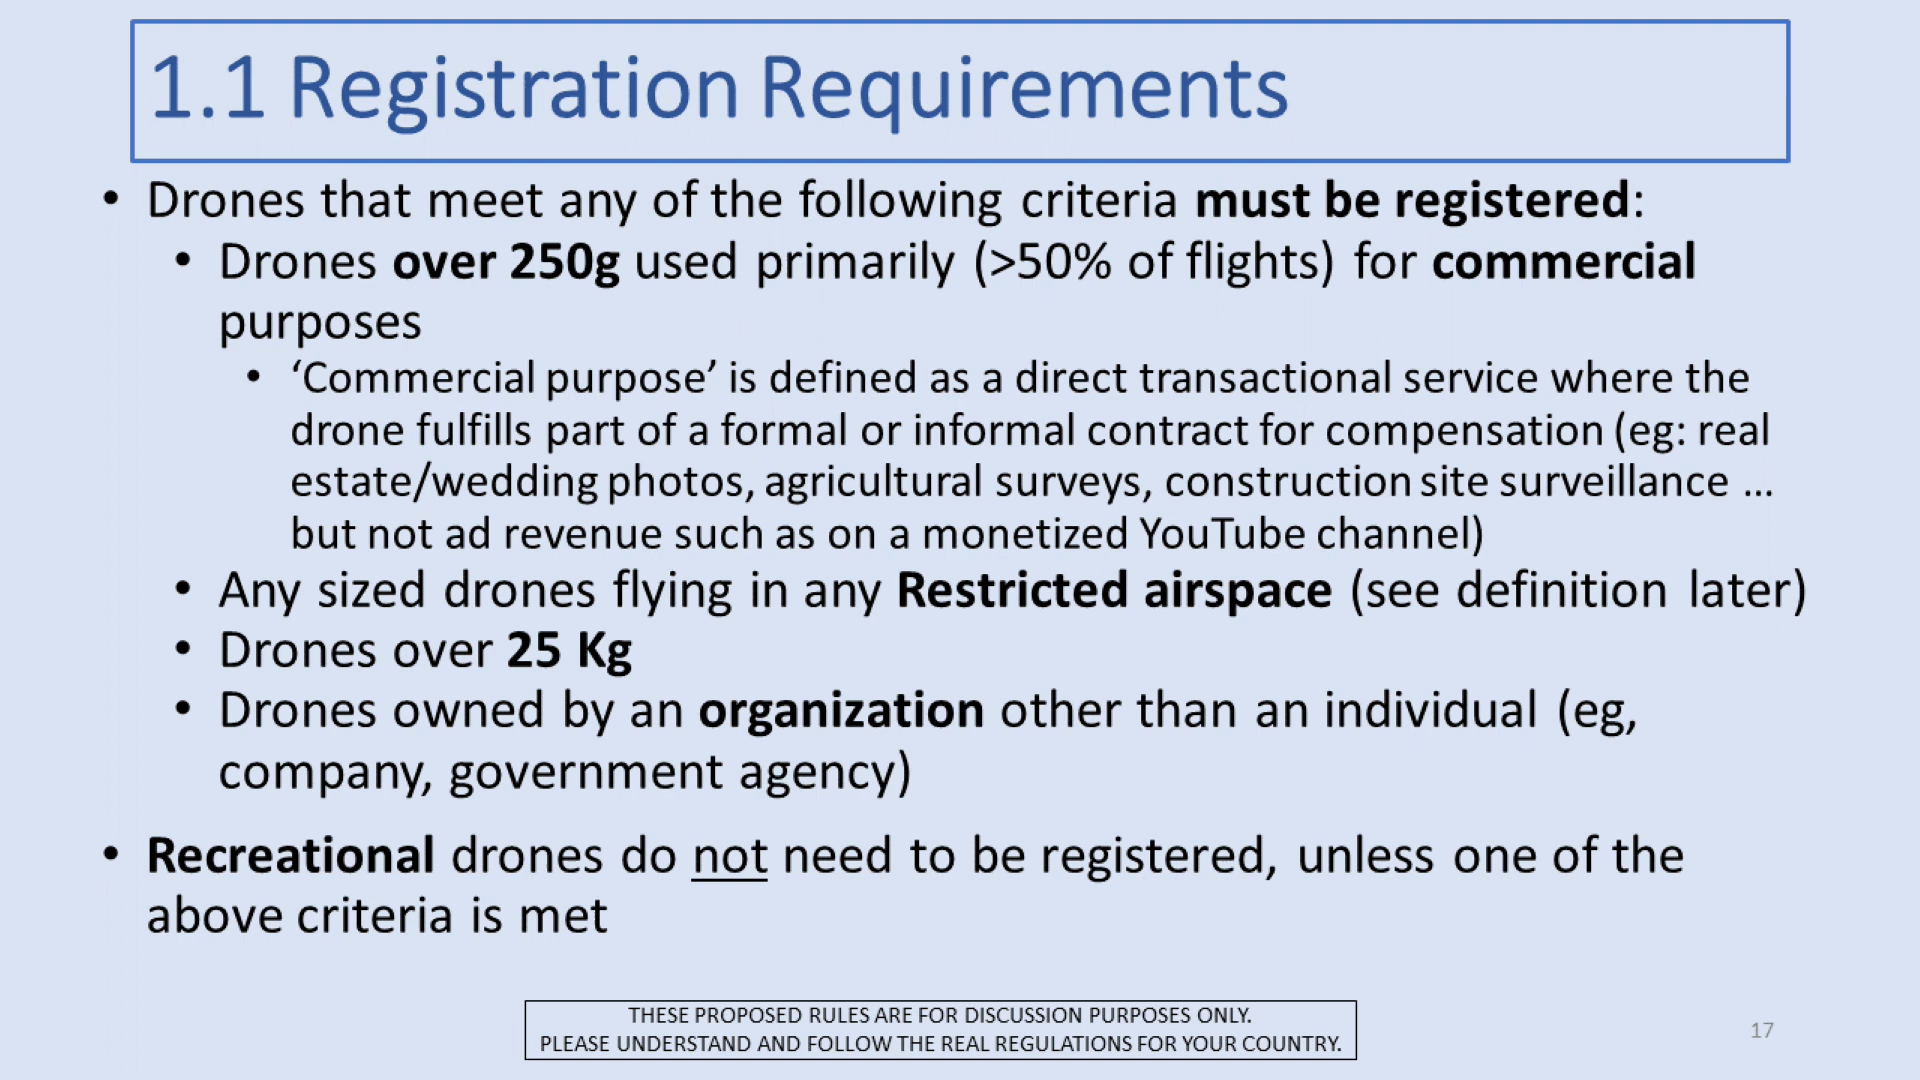 1.1 Registration Requirements
• Drones that meet any of the following criteria must be registered:
• Drones over 250g used primarily (>50% of flights) for commercial
purposes
• ‘Commercial purpose’ is defined as a direct transactional service where the
drone fulfills part of a formal or informal contract for compensation (eg: real
estate/wedding photos, agricultural surveys, construction site surveillance ...
but not ad revenue such as on a monetized YouTube channel)
• Any sized drones flying in any Restricted airspace (see definition later)
• Drones over 25 Kg
• Drones owned by an organization other than an individual (eg,
company, government agency)
• Recreational drones do not need to be registered, unless one of the
above criteria is met
THESE PROPOSED RULES ARE FOR DISCUSSION PURPOSES ONLY.
PLEASE UNDERSTAND AND FOLLOW THE REAL REGULATIONS FOR YOUR COUNTRY.
17